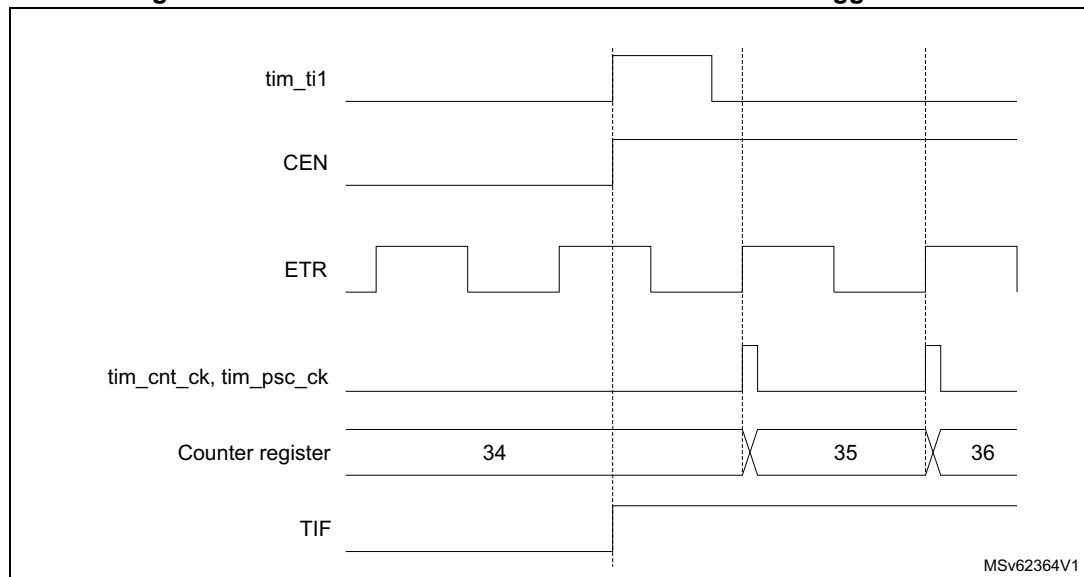 tim_ti1
CEN
ETR
tim_cnt_ck, tim_psc_ck
Counter register 34 35 36
TIF
MSv62364V1